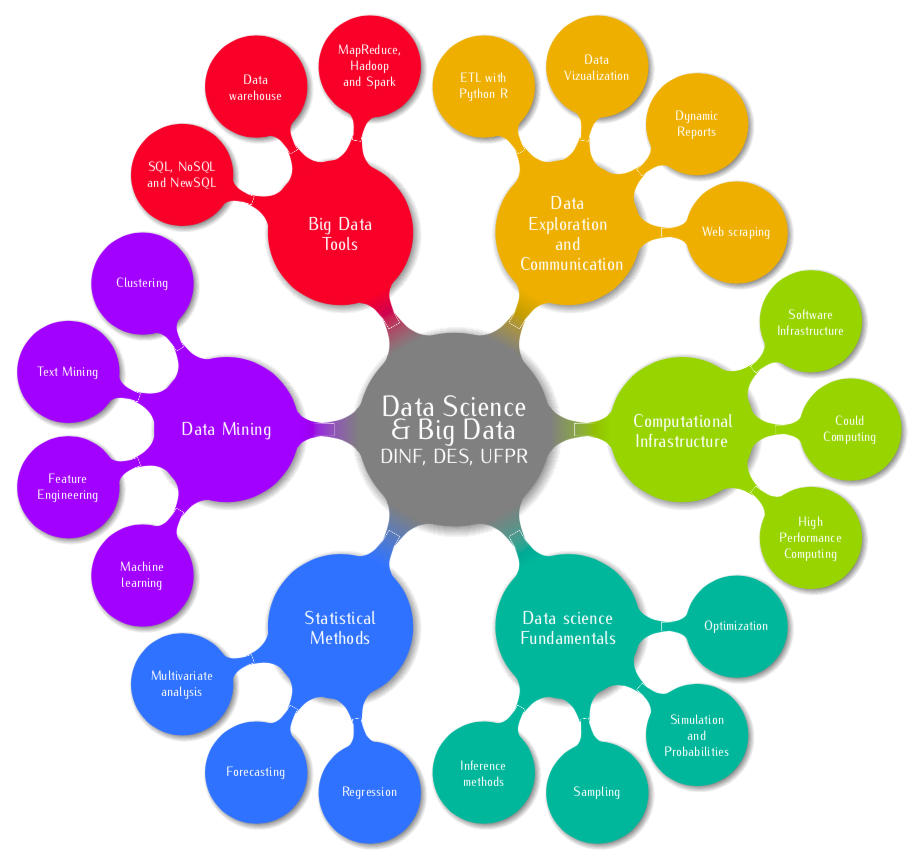 MapReduce,
Hadoop
and Spark
Data
warehouse
SQL, NoSQL
and NewSQL
Big Data
Tools
ETL with
Python R
Data
Vizualization
Dynamic
Reports
Web scraping
Data
Exploration
and
Communication
Clustering
Text Mining
Feature
Engineering
Machine
learning
Data Mining
Data Science
& Big Data
DINF, DES, UFPR
Computational
Infrastructure
Software
Infrastructure
Could
Computing
High
Performance
Computing
Statistical
Methods
Multivariate
analysis
Forecasting
Regression
Data science
Fundamentals
Optimization
Simulation
and
Probabilities
Sampling
Inference
methods